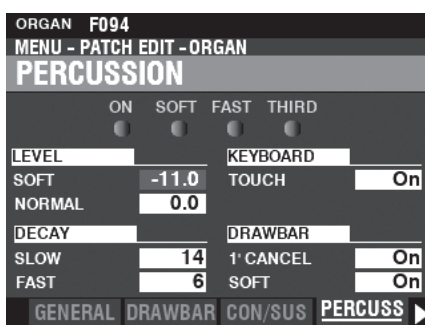 ORGAN F094
MENU - PATCH EDIT - ORGAN
PERCUSSION
ON SOFT FAST THIRD
LEVEL KEYBOARD
SOFT -11.0 TOUCH On
NORMAL 0.0
DECAY DRAWBAR
SLOW 14 1' CANCEL On
FAST 6 SOFT On
GENERAL DRAWBAR CON/SUS PERCUSS